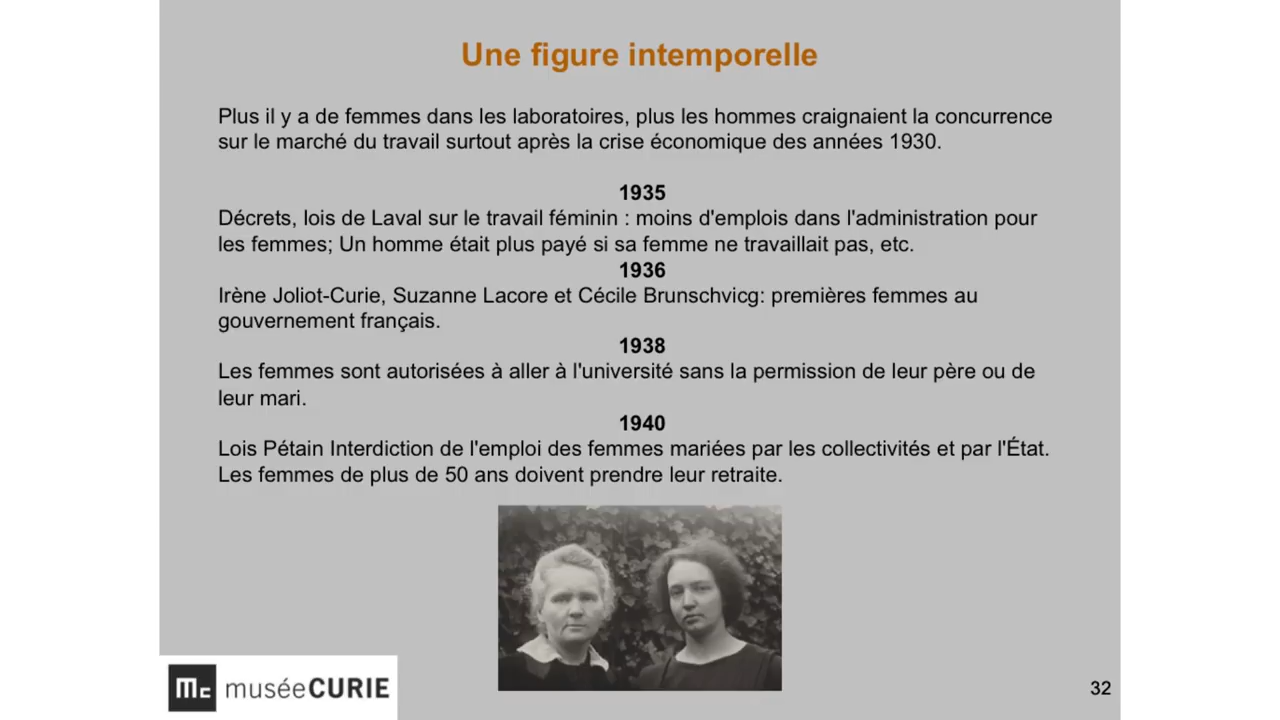 Une figure intemporelle
Plus il y a de femmes dans les laboratoires, plus les hommes craignaient la concurrence
sur le marché du travail surtout après la crise économique des années 1930.
1935
Décrets, lois de Laval sur le travail féminin : moins d'emplois dans l'administration pour
les femmes; Un homme était plus payé si sa femme ne travaillait pas, etc.
1936
Irène Joliot-Curie, Suzanne Lacore et Cécile Brunschvicg: premières femmes au
gouvernement français.
1938
Les femmes sont autorisées à aller à l'université sans la permission de leur père ou de
leur mari.
1940
Lois Pétain Interdiction de l'emploi des femmes mariées par les collectivités et par l'État.
Les femmes de plus de 50 ans doivent prendre leur retraite.
Mc muséeCURIE
32